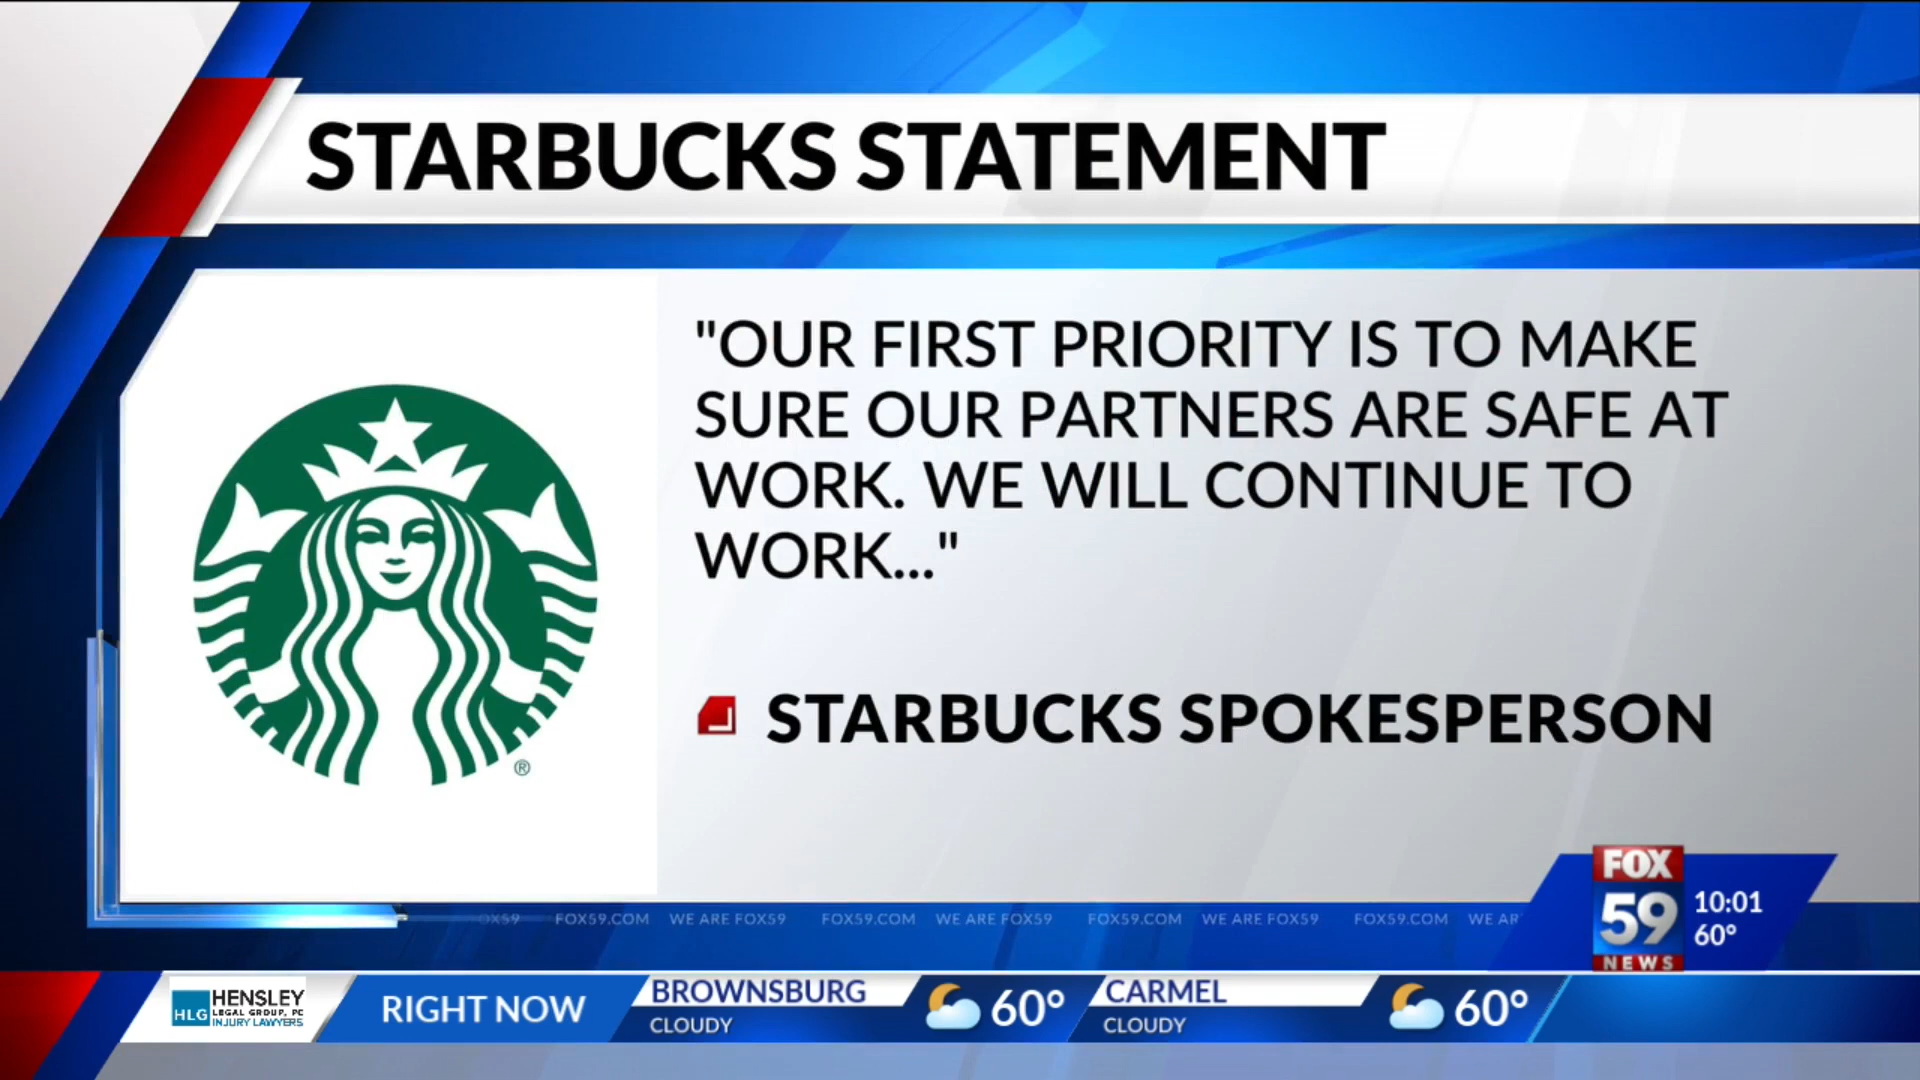 STARBUCKS STATEMENT
"OUR FIRST PRIORITY IS TO MAKE
SURE OUR PARTNERS ARE SAFE AT
WORK. WE WILL CONTINUE TO
WORK..."
STARBUCKS SPOKESPERSON
®
FOX
59
NEWS
10:01
60°
OX59 FOX59.COM WE ARE FOX59 FOX59.COM WE ARE FOX59 FOX59.COM WE ARE FOX59 FOX59.COM WE AR
HLG HENSLEY
LEGAL GROUP, PC
INJURY LAWYERS
RIGHT NOW
BROWNSBURG
CLOUDY
60°
CARMEL
CLOUDY
60°